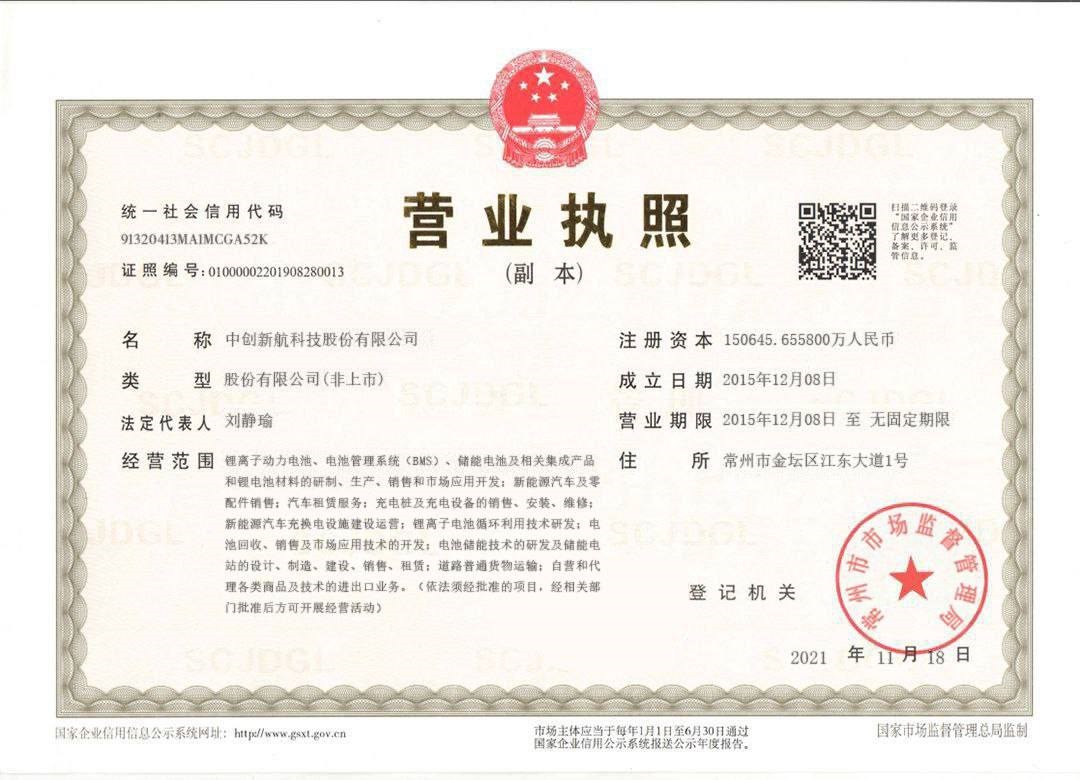 统一社会信用代码
91320413MA1MCGA52K
证照编号:01000002201908280013
营业执照
(副 本)
扫描二维码登录
“国家企业信用
信息公示系统”
了解更多登记、
备案、许可、监
管信息。
名 称 中创新航科技股份有限公司
类 型 股份有限公司(非上市)
法定代表人 刘静瑜
经营范围 锂离子动力电池、电池管理系统（BMS）、储能电池及相关集成产品
和锂电池材料的研制、生产、销售和市场应用开发；新能源汽车及零
配件销售；汽车租赁服务；充电桩及充电设备的销售、安装、维修；
新能源汽车充换电设施建设运营；锂离子电池循环利用技术研发；电
池回收、销售及市场应用技术的开发；电池储能技术的研发及储能电
站的设计、制造、建设、销售、租赁；道路普通货物运输；自营和代
理各类商品及技术的进出口业务。（依法须经批准的项目，经相关部
门批准后方可开展经营活动）
注册资本 150645.655800万人民币
成立日期 2015年12月08日
营业期限 2015年12月08日 至 无固定期限
住 所 常州市金坛区江东大道1号
登记机关
常州市市场监督管理局
2021 年 11 月 18 日
国家企业信用信息公示系统网址：http://www.gsxt.gov.cn
市场主体应当于每年1月1日至6月30日通过
国家企业信用公示系统报送公示年度报告。
国家市场监督管理总局监制
SCJDGL